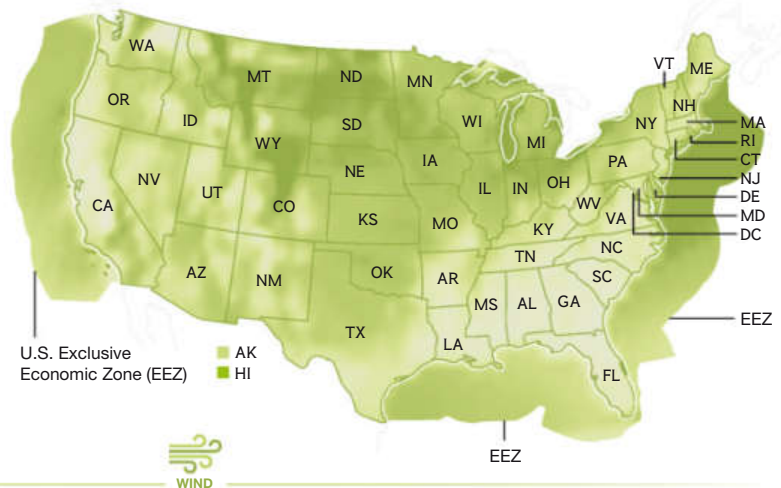 WA
MT
ND
MN
VT
ME
OR
ID
SD
WI
MI
NY
NH
MA
RI
CT
WY
NE
IA
PA
NJ
NV
UT
CO
IL
IN
OH
WV
DE
MD
DC
CA
KS
MO
KY
VA
AZ
NM
OK
AR
TN
NC
SC
TX
MS
AL
GA
LA
FL
EEZ
U.S. Exclusive
Economic Zone (EEZ)
AK
HI
EEZ
WIND